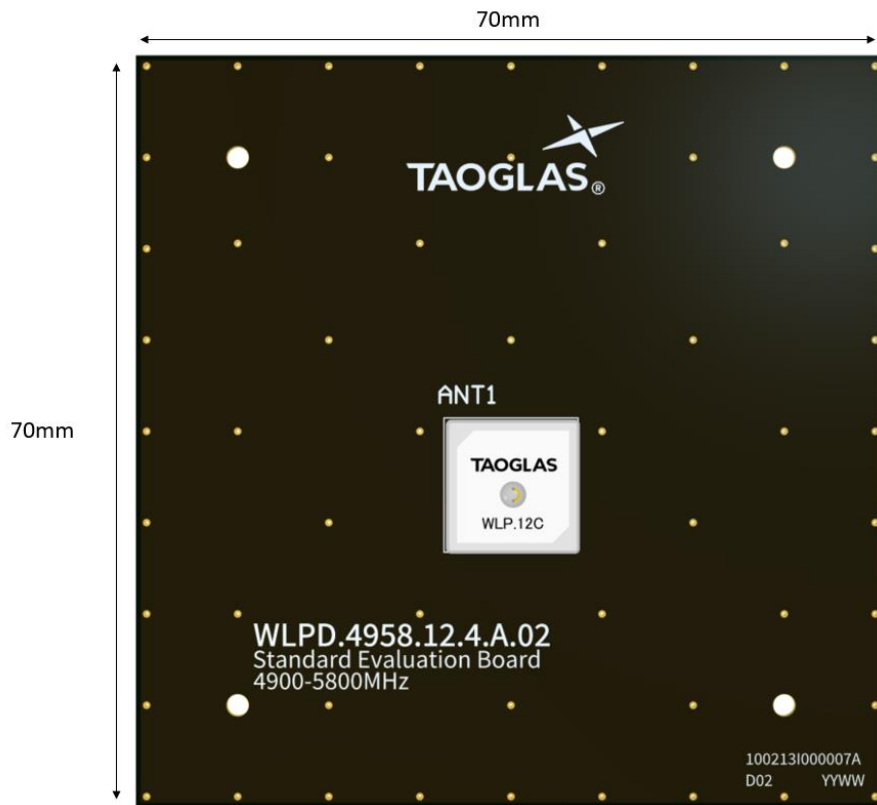 70mm
TAOGLAS®
70mm
ANT1
TAOGLAS
WLP.12C
WLPD.4958.12.4.A.02
Standard Evaluation Board
4900-5800MHz
100213I000007A
D02 YYWW